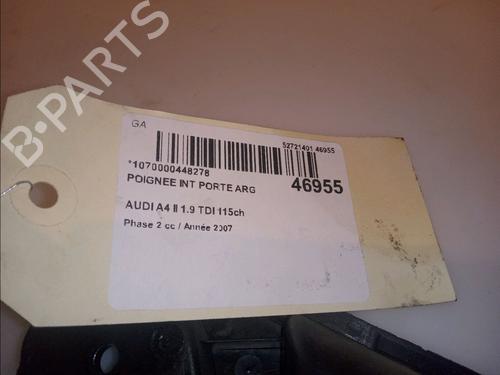 B-PARTS
GA
52721401 46955
*1070000448278
POIGNEE INT PORTE ARG
46955
AUDI A4 II 1.9 TDI 115ch
Phase 2 cc / Année 2007